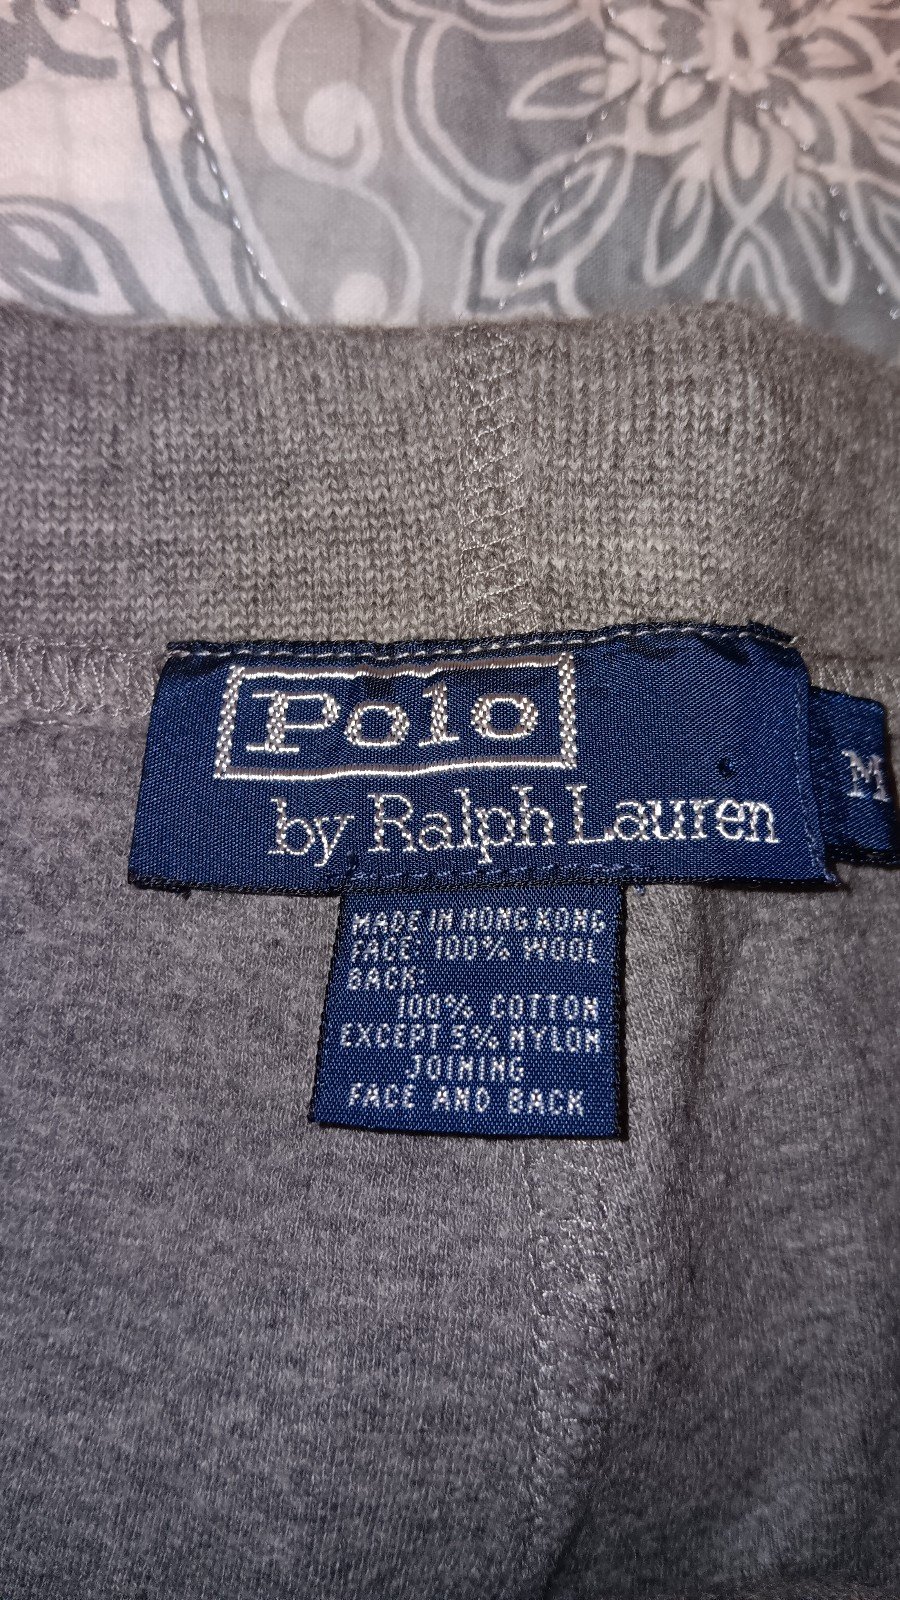 Polo
by Ralph Lauren
M
MADE IN HONG KONG
FACE: 100% WOOL
BACK:
100% COTTON
EXCEPT 5% NYLON
JOINING
FACE AND BACK